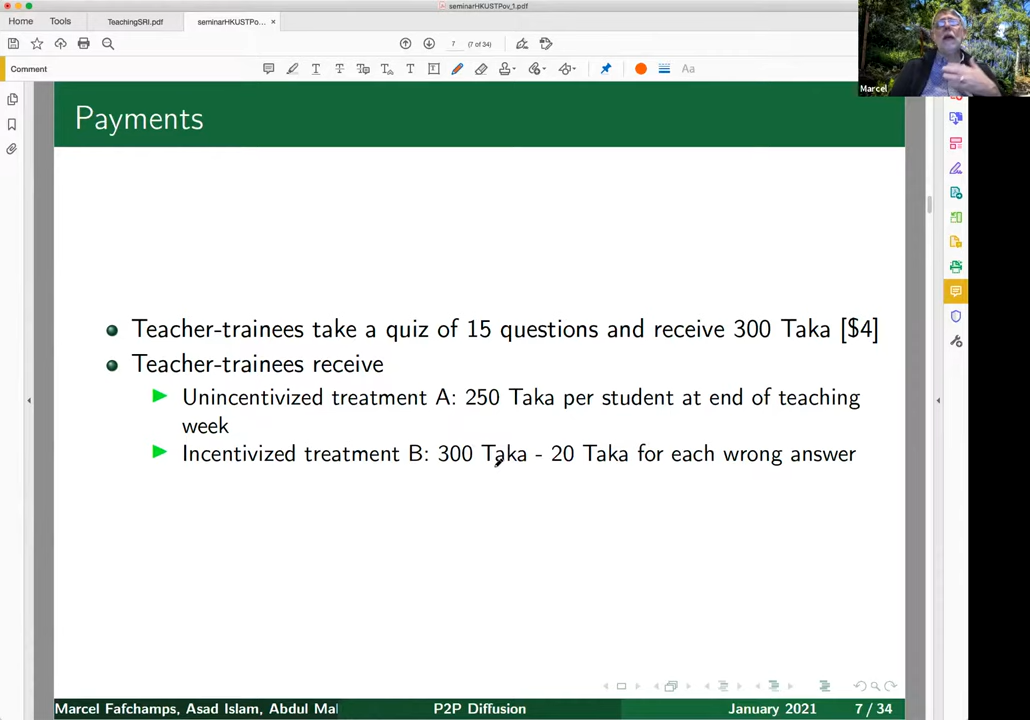 seminarHKUSTPov_1.pdf
Home
Tools
TeachingSRI.pdf
seminarHKUSTPo...
×
7
(7 of 34)
Comment
Aa
Marcel
Payments
Teacher-trainees take a quiz of 15 questions and receive 300 Taka [$4]
Teacher-trainees receive
Unincentivized treatment A: 250 Taka per student at end of teaching
week
Incentivized treatment B: 300 Taka - 20 Taka for each wrong answer
Marcel Fafchamps, Asad Islam, Abdul Mal
P2P Diffusion
January 2021
7 / 34